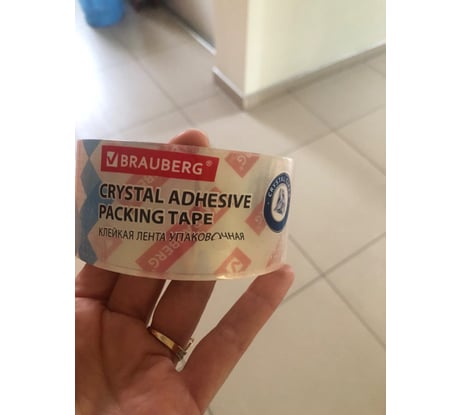 BRAUBERG®
CRYSTAL ADHESIVE
PACKING TAPE
КЛЕЙКАЯ ЛЕНТА УПАКОВОЧНАЯ